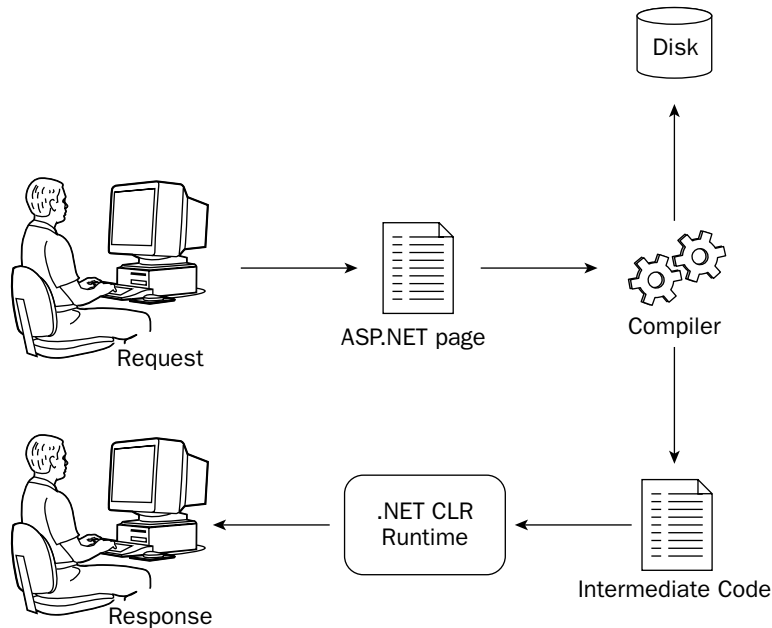 Disk
Request
ASP.NET page
Compiler
.NET CLR
Runtime
Response
Intermediate Code